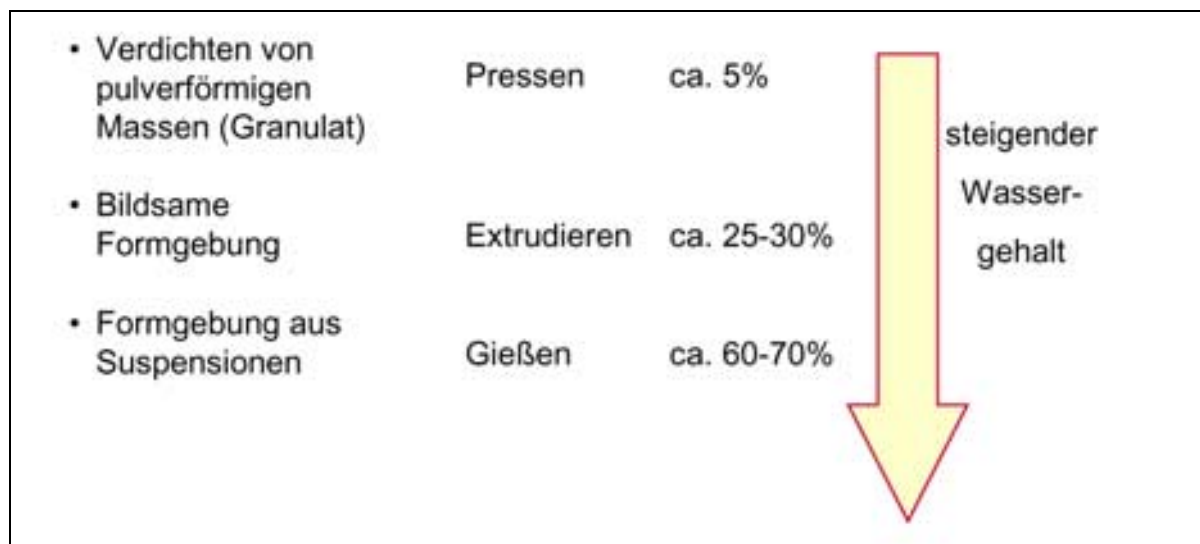 • Verdichten von
pulverförmigen
Massen (Granulat)
Pressen
ca. 5%
• Bildsame
Formgebung
Extrudieren
ca. 25-30%
• Formgebung aus
Suspensionen
Gießen
ca. 60-70%
steigender
Wasser-
gehalt